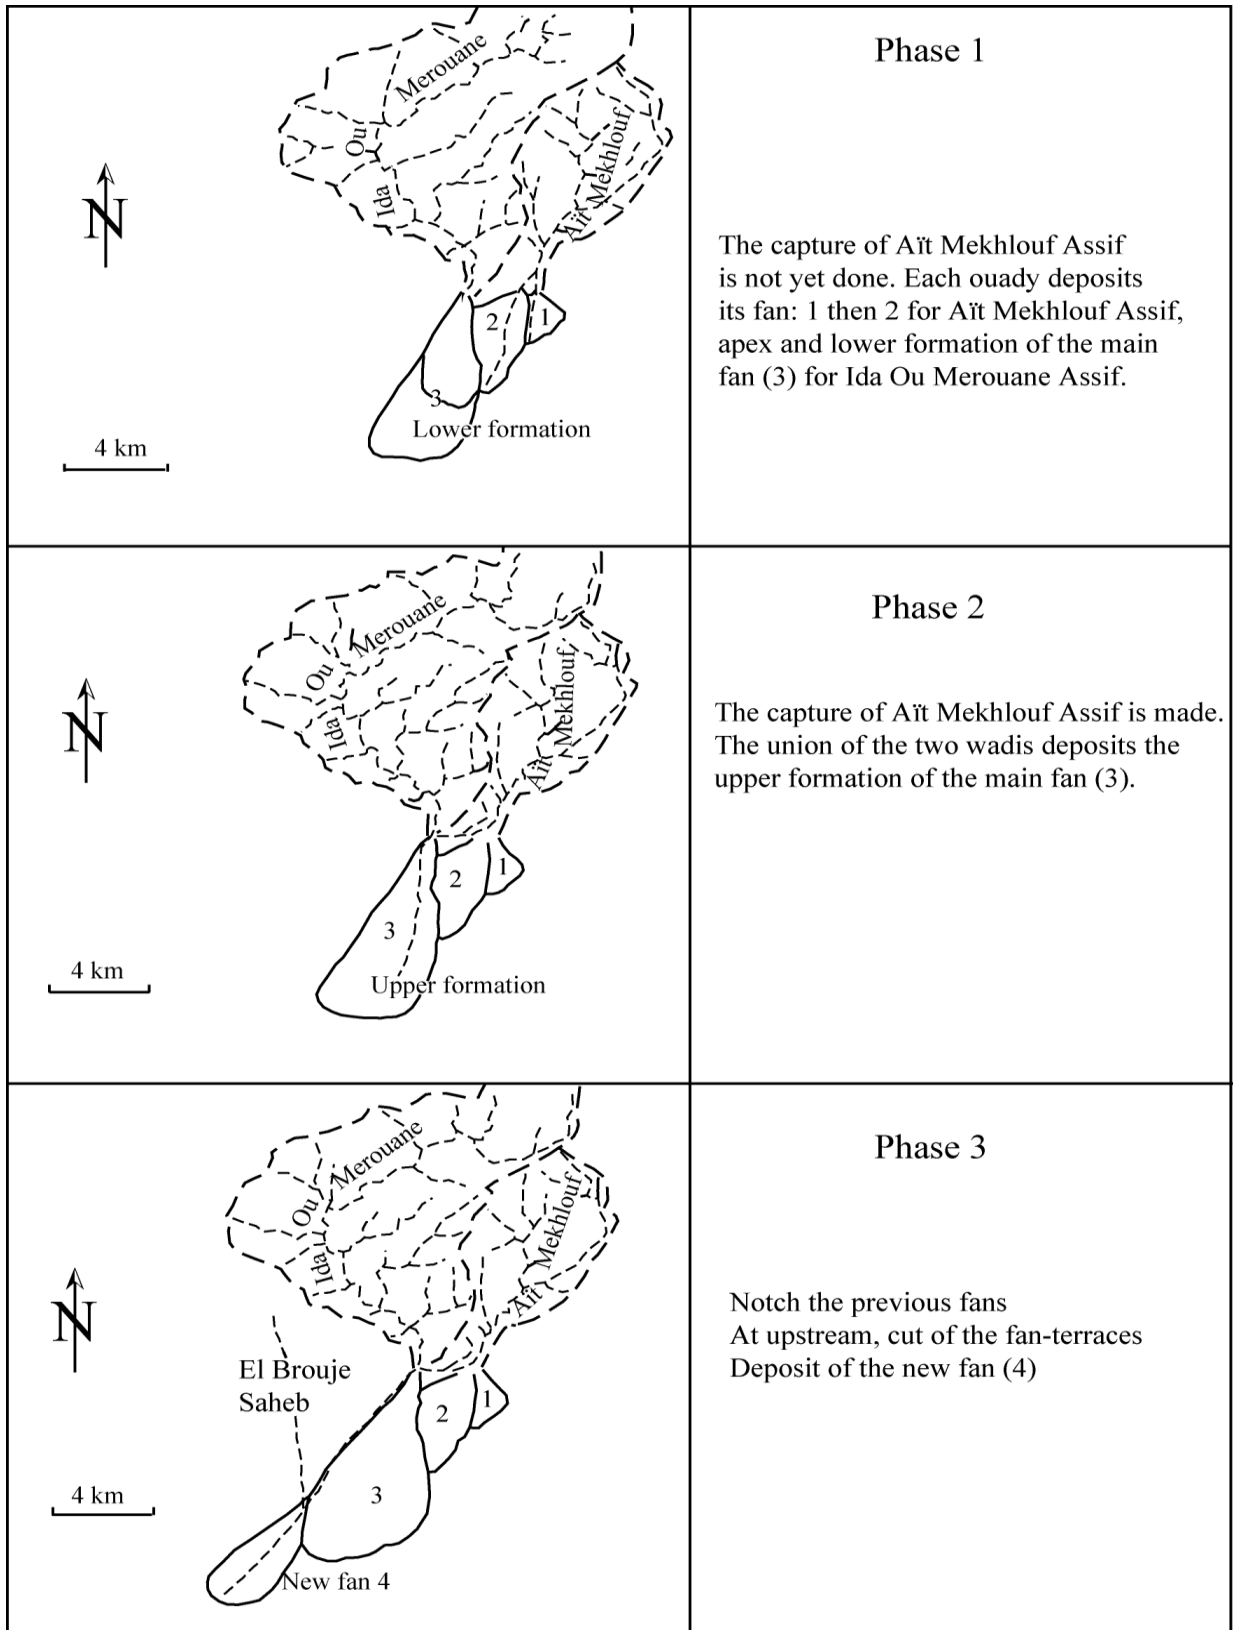 Phase 1
Merouane
Ou
Ida
Aït Mekhlouf
N
The capture of Aït Mekhlouf Assif
is not yet done. Each ouady deposits
its fan: 1 then 2 for Aït Mekhlouf Assif,
apex and lower formation of the main
fan (3) for Ida Ou Merouane Assif.
2
1
3
Lower formation
4 km
Phase 2
Merouane
Ou
Ida
Aït Mekhlouf
N
The capture of Aït Mekhlouf Assif is made.
The union of the two wadis deposits the
upper formation of the main fan (3).
2
1
3
Upper formation
4 km
Phase 3
Merouane
Ou
Ida
Aït Mekhlouf
N
Notch the previous fans
At upstream, cut of the fan-terraces
Deposit of the new fan (4)
El Brouje
Saheb
2
1
3
4 km
New fan 4